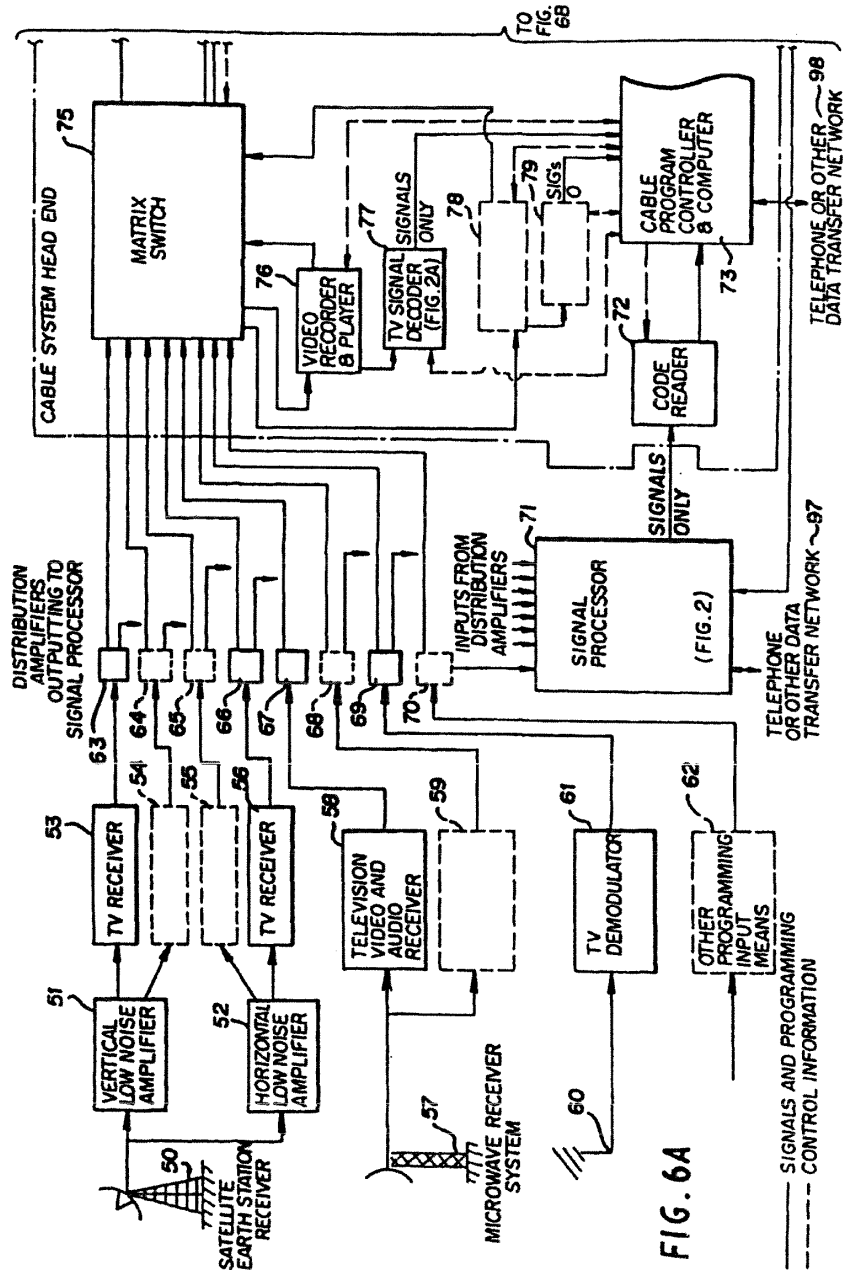 TO
FIG.
6B
CABLE SYSTEM HEAD END
75
MATRIX
SWITCH
76
VIDEO
RECORDER
& PLAYER
77
TV SIGNAL
DECODER
(FIG.2A)
SIGNALS
ONLY
78
79
SIG's
O
CABLE
PROGRAM
CONTROLLER
& COMPUTER
73
72
CODE
READER
TELEPHONE OR OTHER
DATA TRANSFER NETWORK
98
DISTRIBUTION
AMPLIFIERS
OUTPUTTING TO
SIGNAL PROCESSOR
63
64
65
66
67
68
69
70
INPUTS FROM
DISTRIBUTION
AMPLIFIERS
71
SIGNAL
PROCESSOR
(FIG.2)
SIGNALS
ONLY
TELEPHONE
OR OTHER DATA
TRANSFER NETWORK
97
53
TV RECEIVER
54
55
56
TV RECEIVER
58
TELEVISION
VIDEO AND
AUDIO
RECEIVER
59
61
TV
DEMODULATOR
62
OTHER
PROGRAMMING
INPUT
MEANS
51
VERTICAL
LOW NOISE
AMPLIFIER
52
HORIZONTAL
LOW NOISE
AMPLIFIER
50
SATELLITE
EARTH STATION
RECEIVER
57
MICROWAVE RECEIVER
SYSTEM
60
FIG. 6A
SIGNALS AND PROGRAMMING
CONTROL INFORMATION